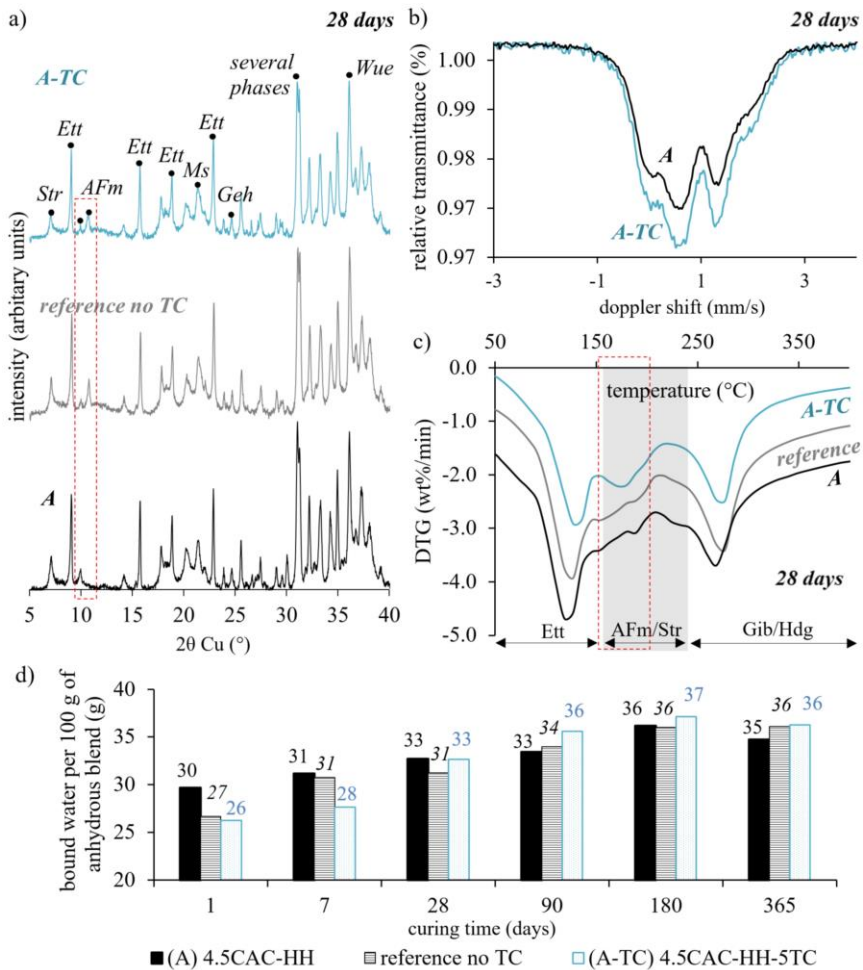 a)
28 days
A-TC
several
phases
Wue
Ett
Ett
Ett
Ett
Str
AFm
Ms
Geh
reference no TC
A
intensity (arbitary units)
5 10 15 20 25 30 35 40
2θ Cu (°)
b)
28 days
1.00
0.99
0.98
0.97
0.97
relative transmittance (%)
A
A-TC
-3 -1 1 3
doppler shift (mm/s)
c)
50 150 250 350
temperature (°C)
0.0
-1.0
-2.0
-3.0
-4.0
-5.0
DTG (wt%/min)
A-TC
reference
A
28 days
Ett AFm/Str Gib/Hdg
d)
40
35
30
25
20
bound water per 100 g of
anhydrous blend (g)
30 27 26
31 31 28
33 31 33
33 34 36
36 36 37
35 36 36
1 7 28 90 180 365
curing time (days)
(A) 4.5CAC-HH reference no TC (A-TC) 4.5CAC-HH-5TC